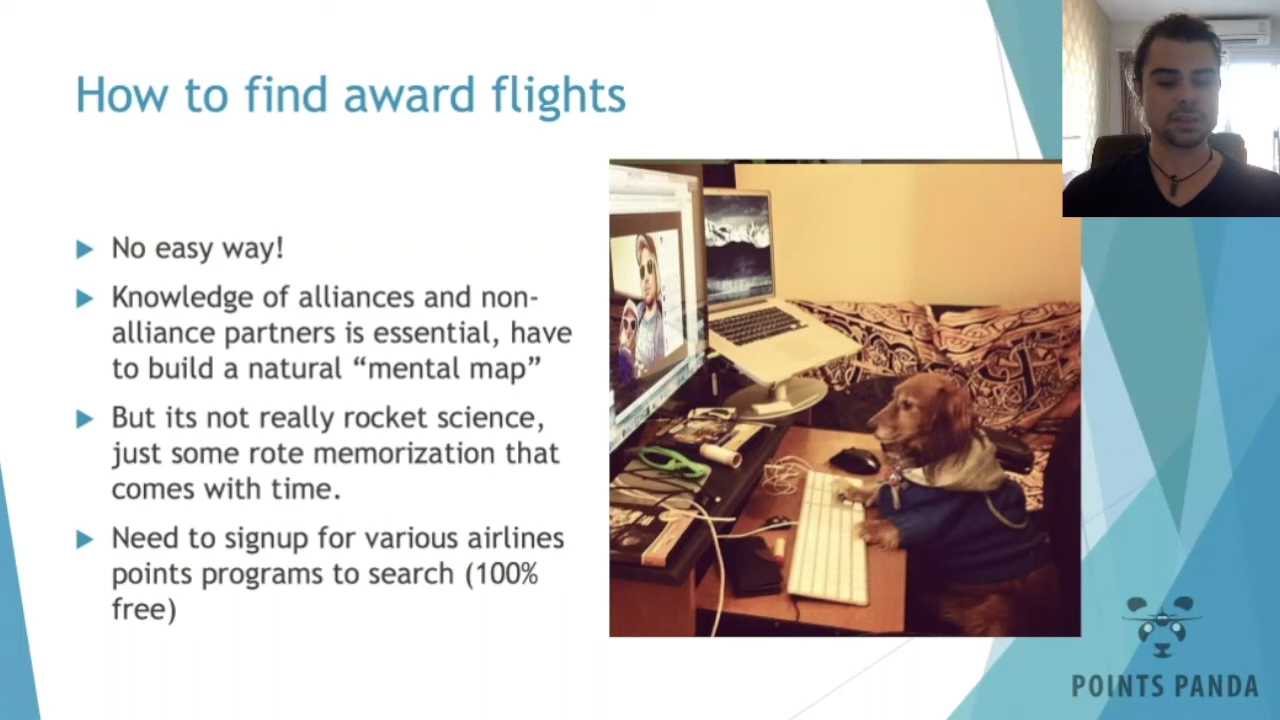 How to find award flights
No easy way!
Knowledge of alliances and non-
alliance partners is essential, have
to build a natural “mental map”
But its not really rocket science,
just some rote memorization that
comes with time.
Need to signup for various airlines
points programs to search (100%
free)
POINTS PANDA